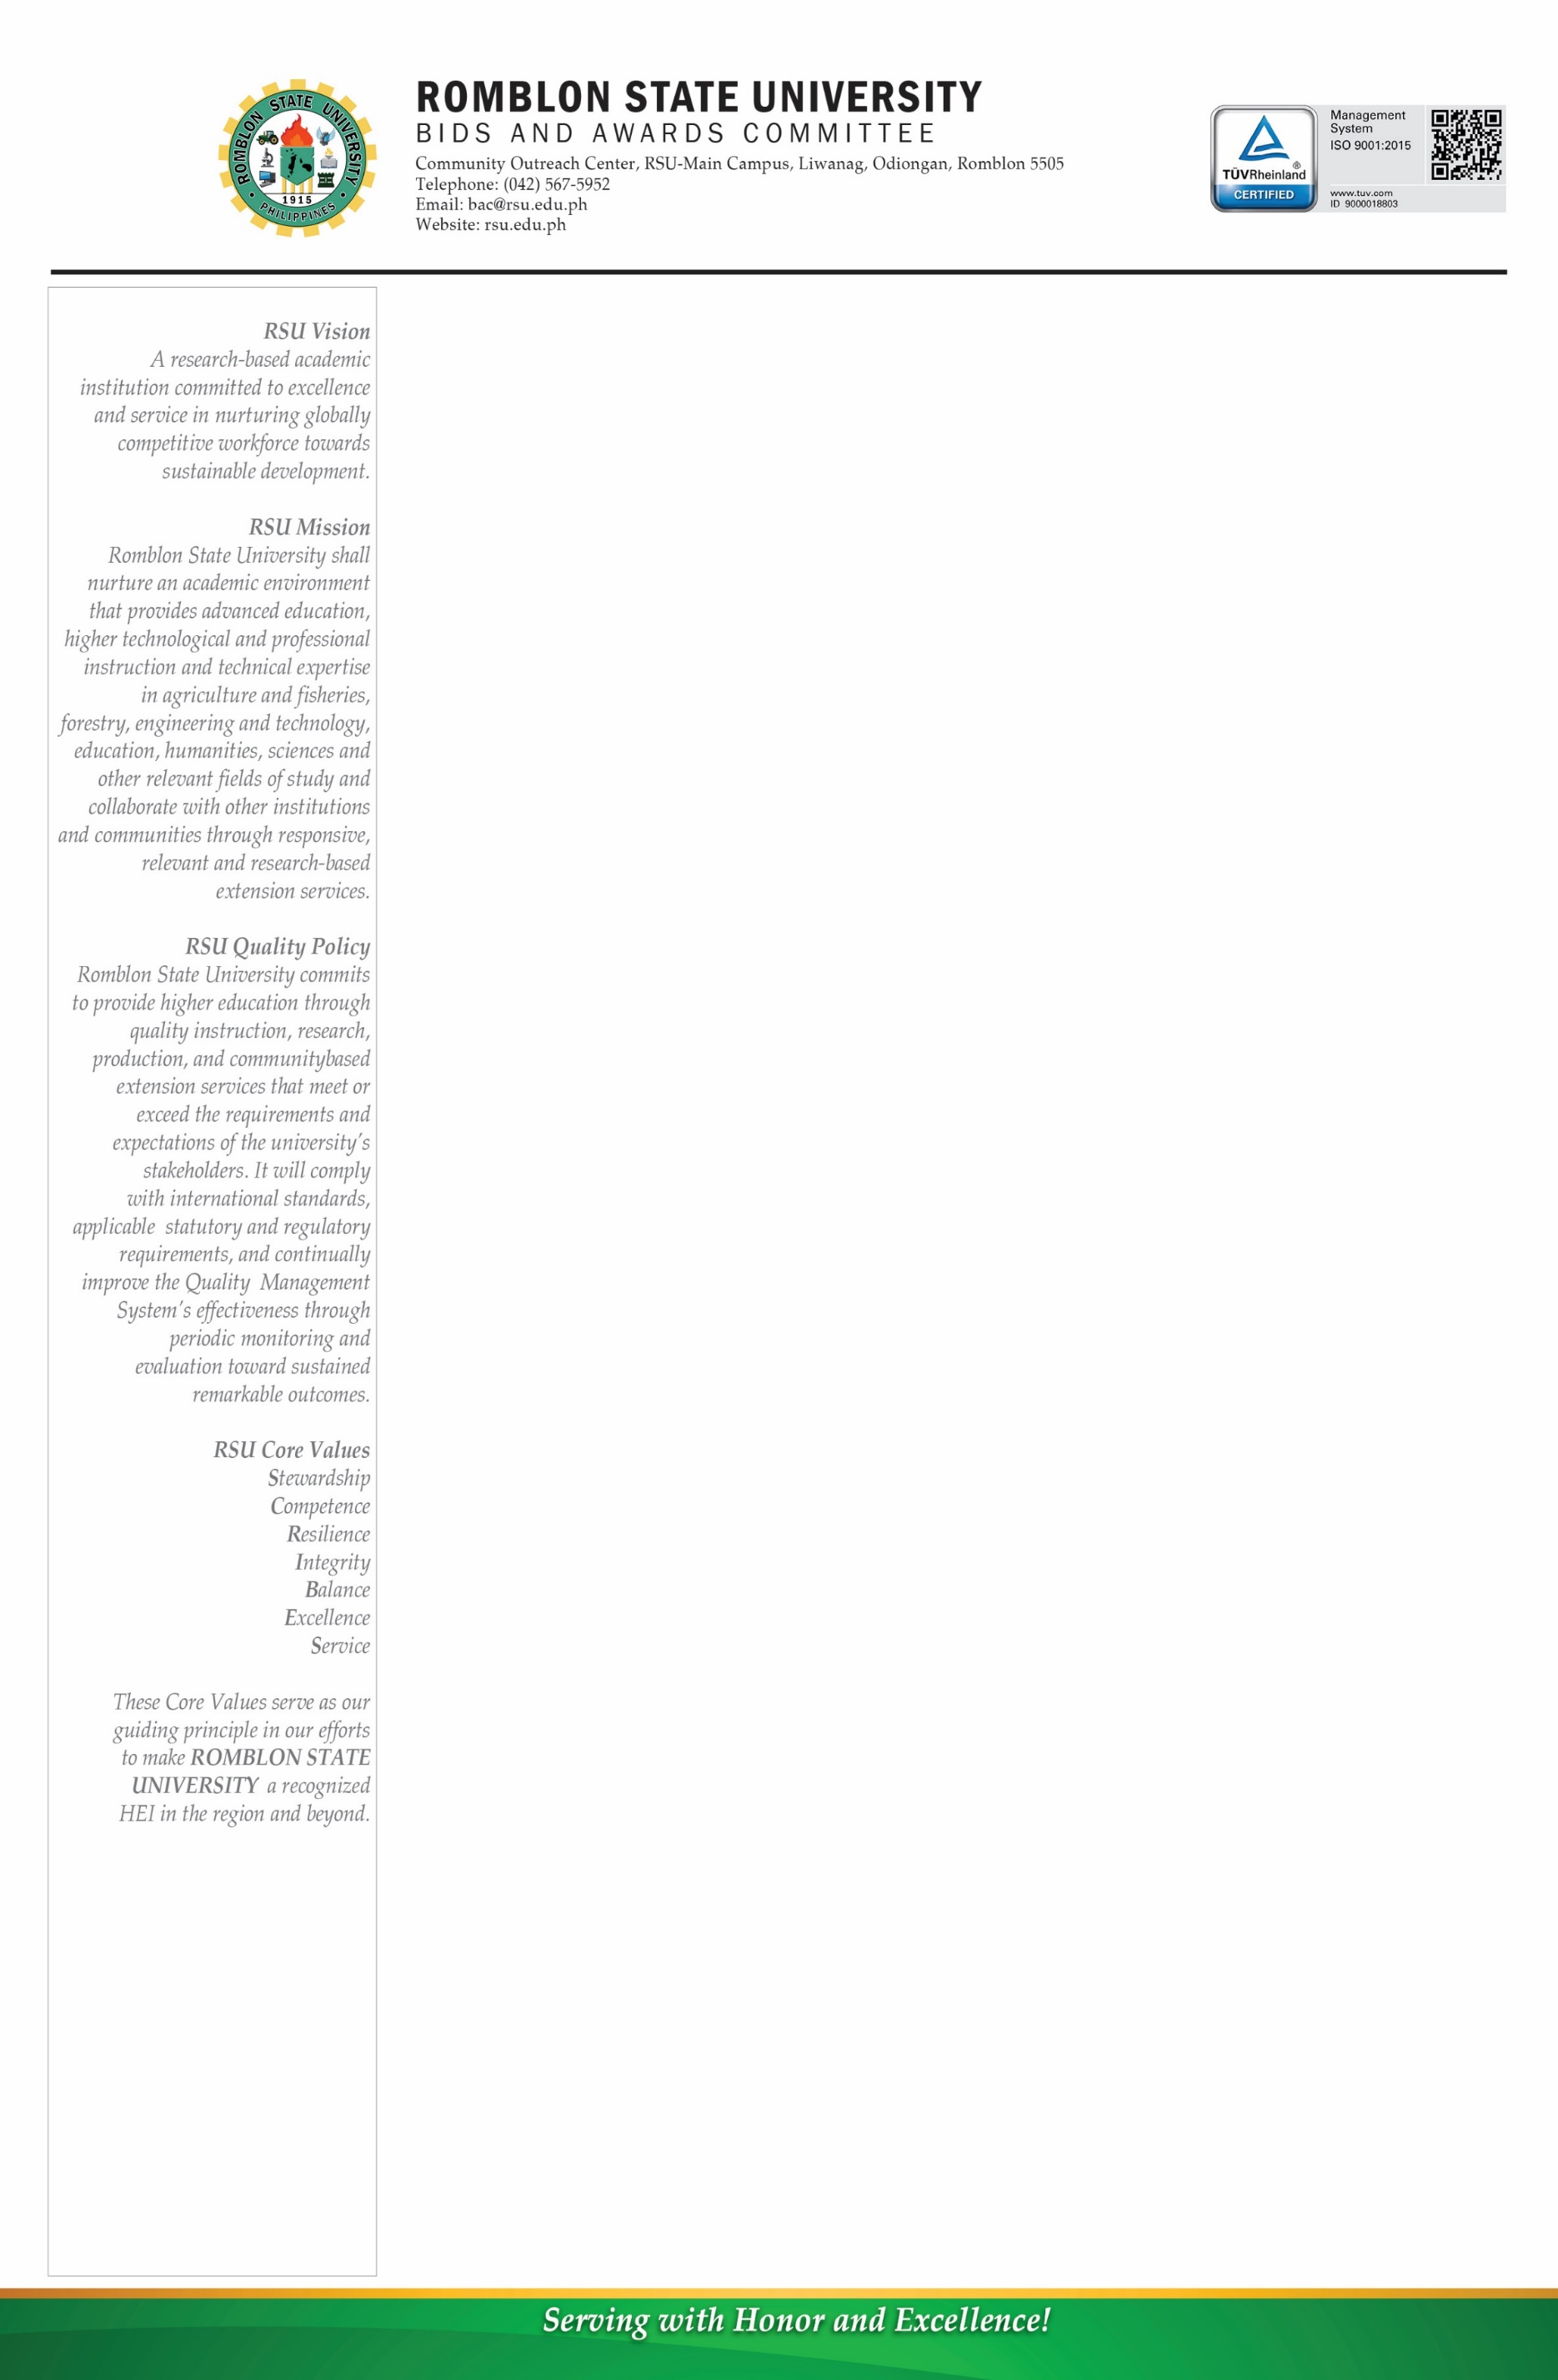 ROMBLON STATE UNIVERSITY
PHILIPPINES
1915
ROMBLON STATE UNIVERSITY
BIDS AND AWARDS COMMITTEE
Community Outreach Center, RSU-Main Campus, Liwanag, Odiongan, Romblon 5505
Telephone: (042) 567-5952
Email: bac@rsu.edu.ph
Website: rsu.edu.ph
TÜVRheinland®
CERTIFIED
Management
System
ISO 9001:2015
www.tuv.com
ID 9000018803
RSU Vision
A research-based academic
institution committed to excellence
and service in nurturing globally
competitive workforce towards
sustainable development.
RSU Mission
Romblon State University shall
nurture an academic environment
that provides advanced education,
higher technological and professional
instruction and technical expertise
in agriculture and fisheries,
forestry, engineering and technology,
education, humanities, sciences and
other relevant fields of study and
collaborate with other institutions
and communities through responsive,
relevant and research-based
extension services.
RSU Quality Policy
Romblon State University commits
to provide higher education through
quality instruction, research,
production, and communitybased
extension services that meet or
exceed the requirements and
expectations of the university's
stakeholders. It will comply
with international standards,
applicable statutory and regulatory
requirements, and continually
improve the Quality Management
System's effectiveness through
periodic monitoring and
evaluation toward sustained
remarkable outcomes.
RSU Core Values
Stewardship
Competence
Resilience
Integrity
Balance
Excellence
Service
These Core Values serve as our
guiding principle in our efforts
to make ROMBLON STATE
UNIVERSITY a recognized
HEI in the region and beyond.
Serving with Honor and Excellence!